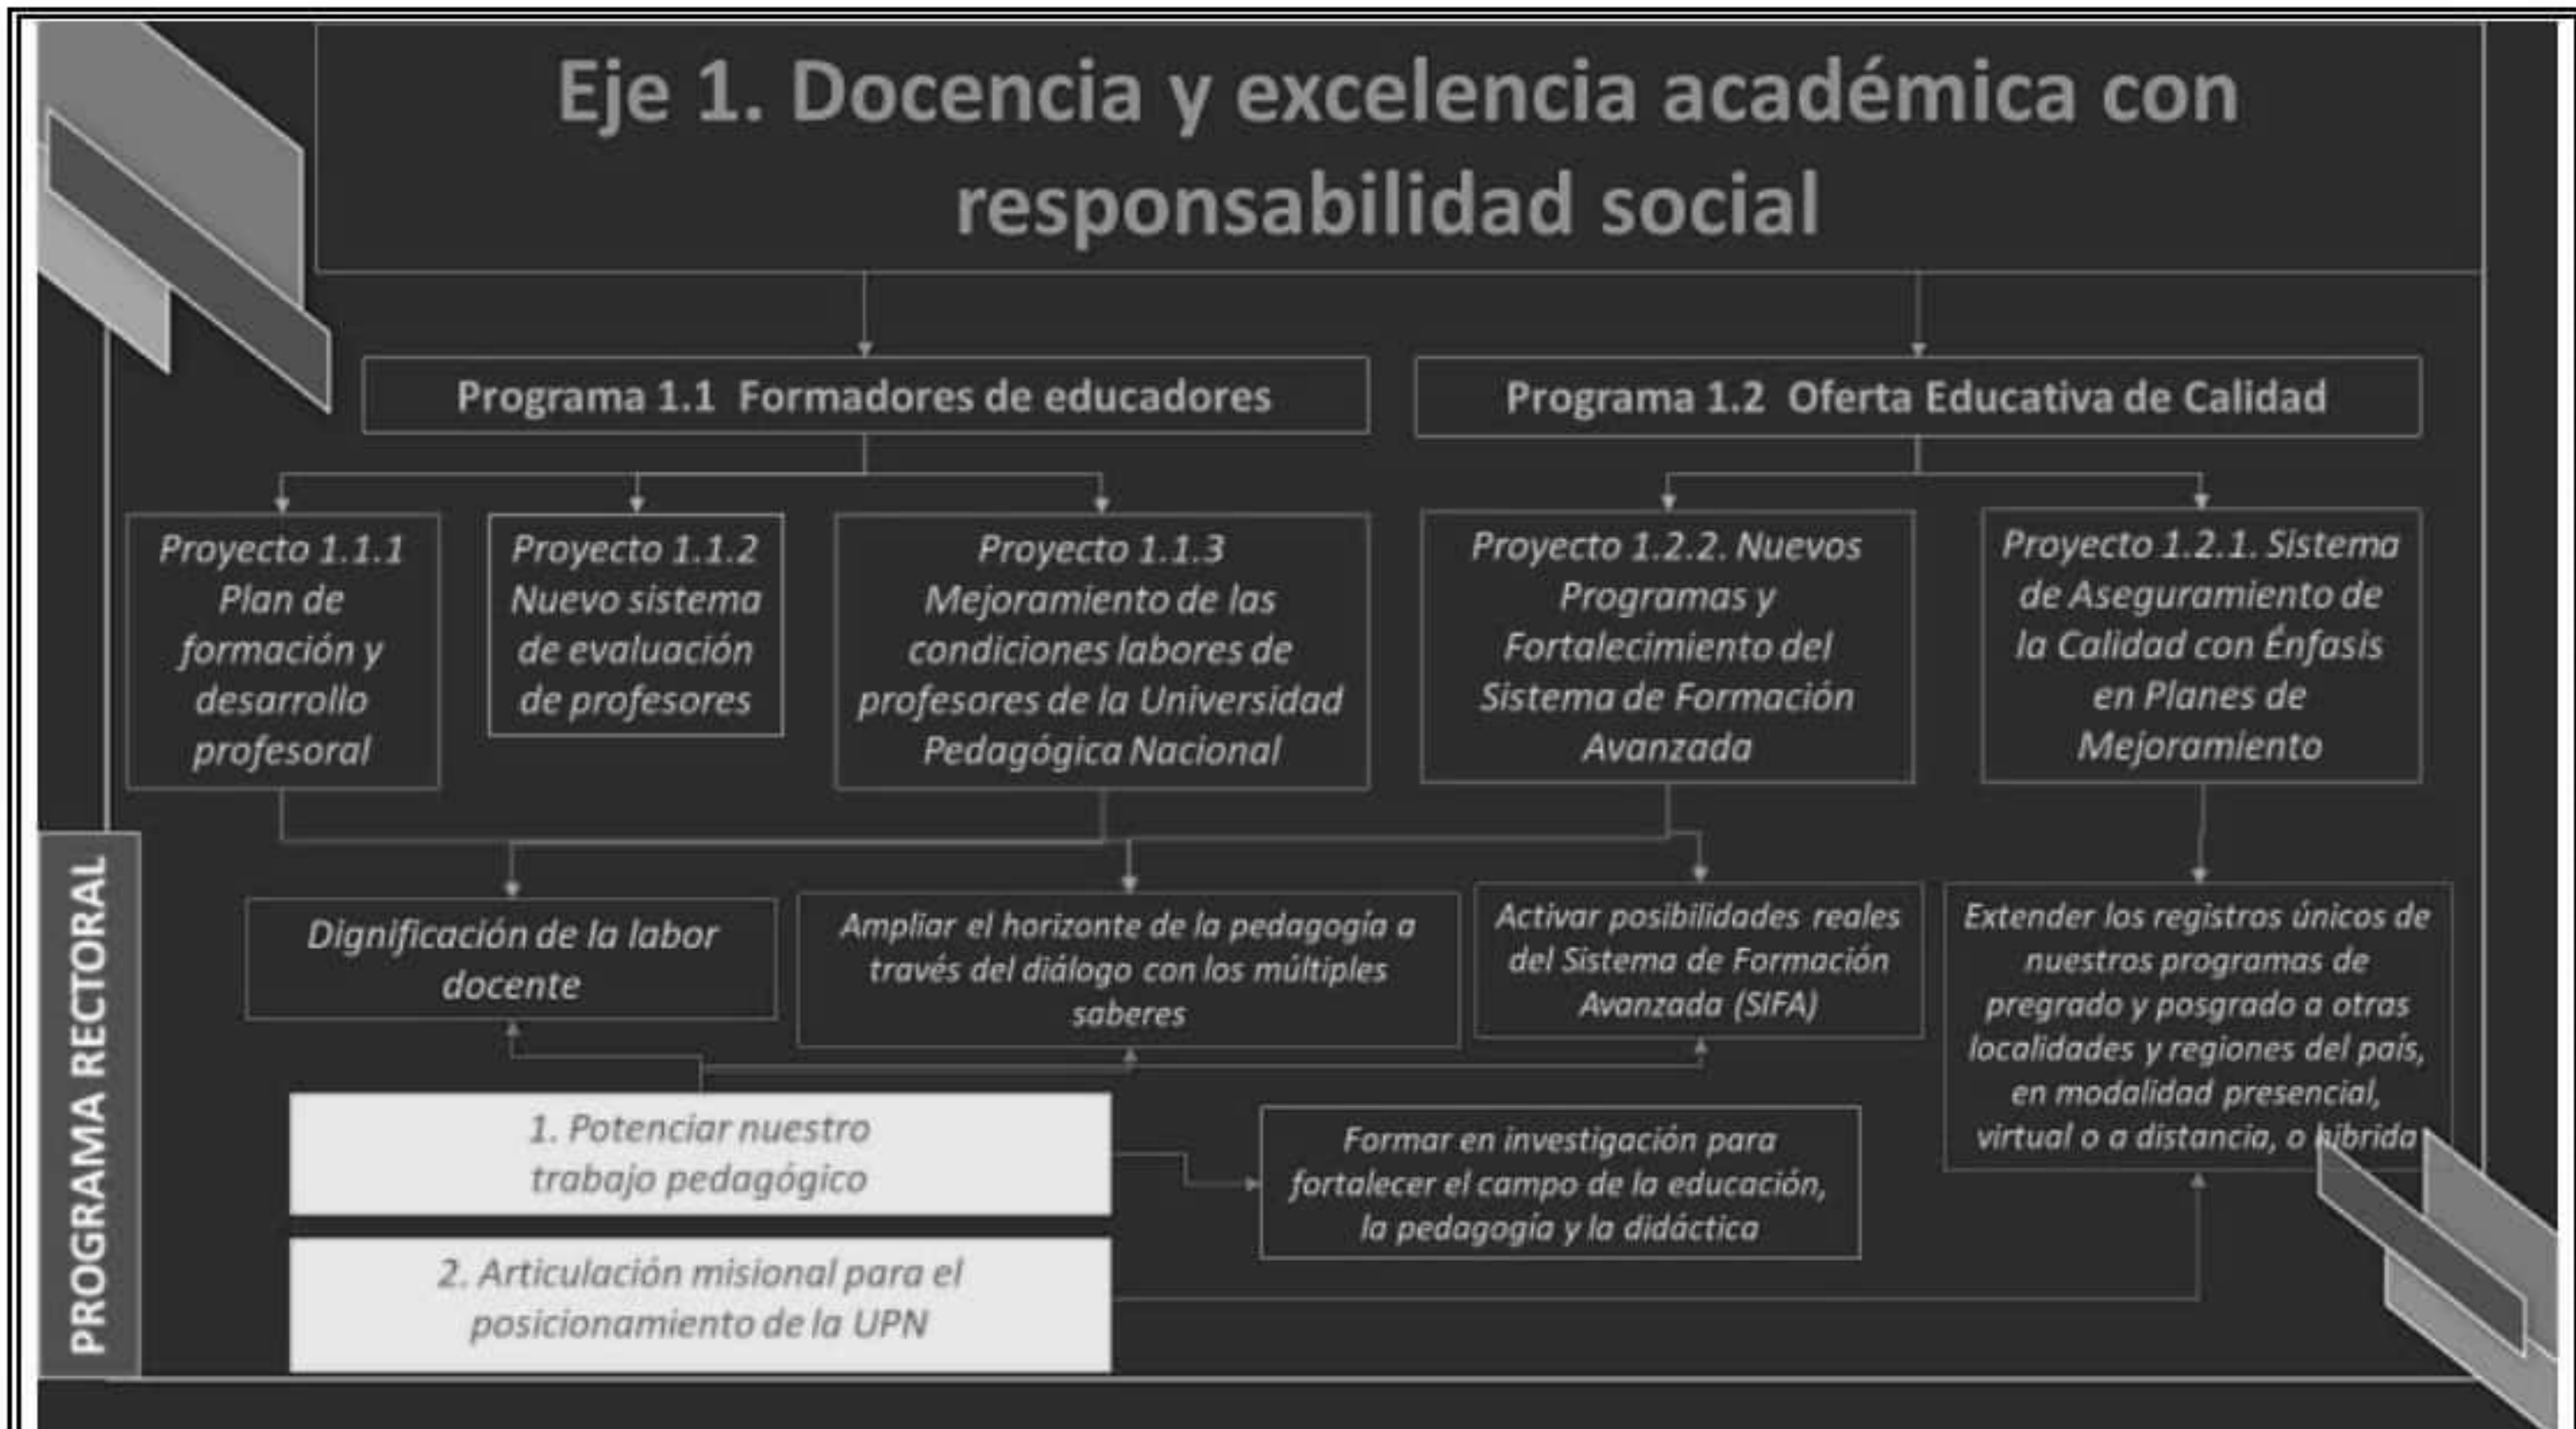 Eje 1. Docencia y excelencia académica con
responsabilidad social
Programa 1.1 Formadores de educadores
Programa 1.2 Oferta Educativa de Calidad
Proyecto 1.1.1
Plan de
formación y
desarrollo
profesoral
Proyecto 1.1.2
Nuevo sistema
de evaluación
de profesores
Proyecto 1.1.3
Mejoramiento de las
condiciones labores de
profesores de la Universidad
Pedagógica Nacional
Proyecto 1.2.2. Nuevos
Programas y
Fortalecimiento del
Sistema de Formación
Avanzada
Proyecto 1.2.1. Sistema
de Aseguramiento de
la Calidad con Énfasis
en Planes de
Mejoramiento
PROGRAMA RECTORAL
Dignificación de la labor
docente
Ampliar el horizonte de la pedagogía a
través del diálogo con los múltiples
saberes
Activar posibilidades reales
del Sistema de Formación
Avanzada (SIFA)
Extender los registros únicos de
nuestros programas de
pregrado y posgrado a otras
localidades y regiones del país,
en modalidad presencial,
virtual o a distancia, o híbrida
1. Potenciar nuestro
trabajo pedagógico
Formar en investigación para
fortalecer el campo de la educación,
la pedagogía y la didáctica
2. Articulación misional para el
posicionamiento de la UPN